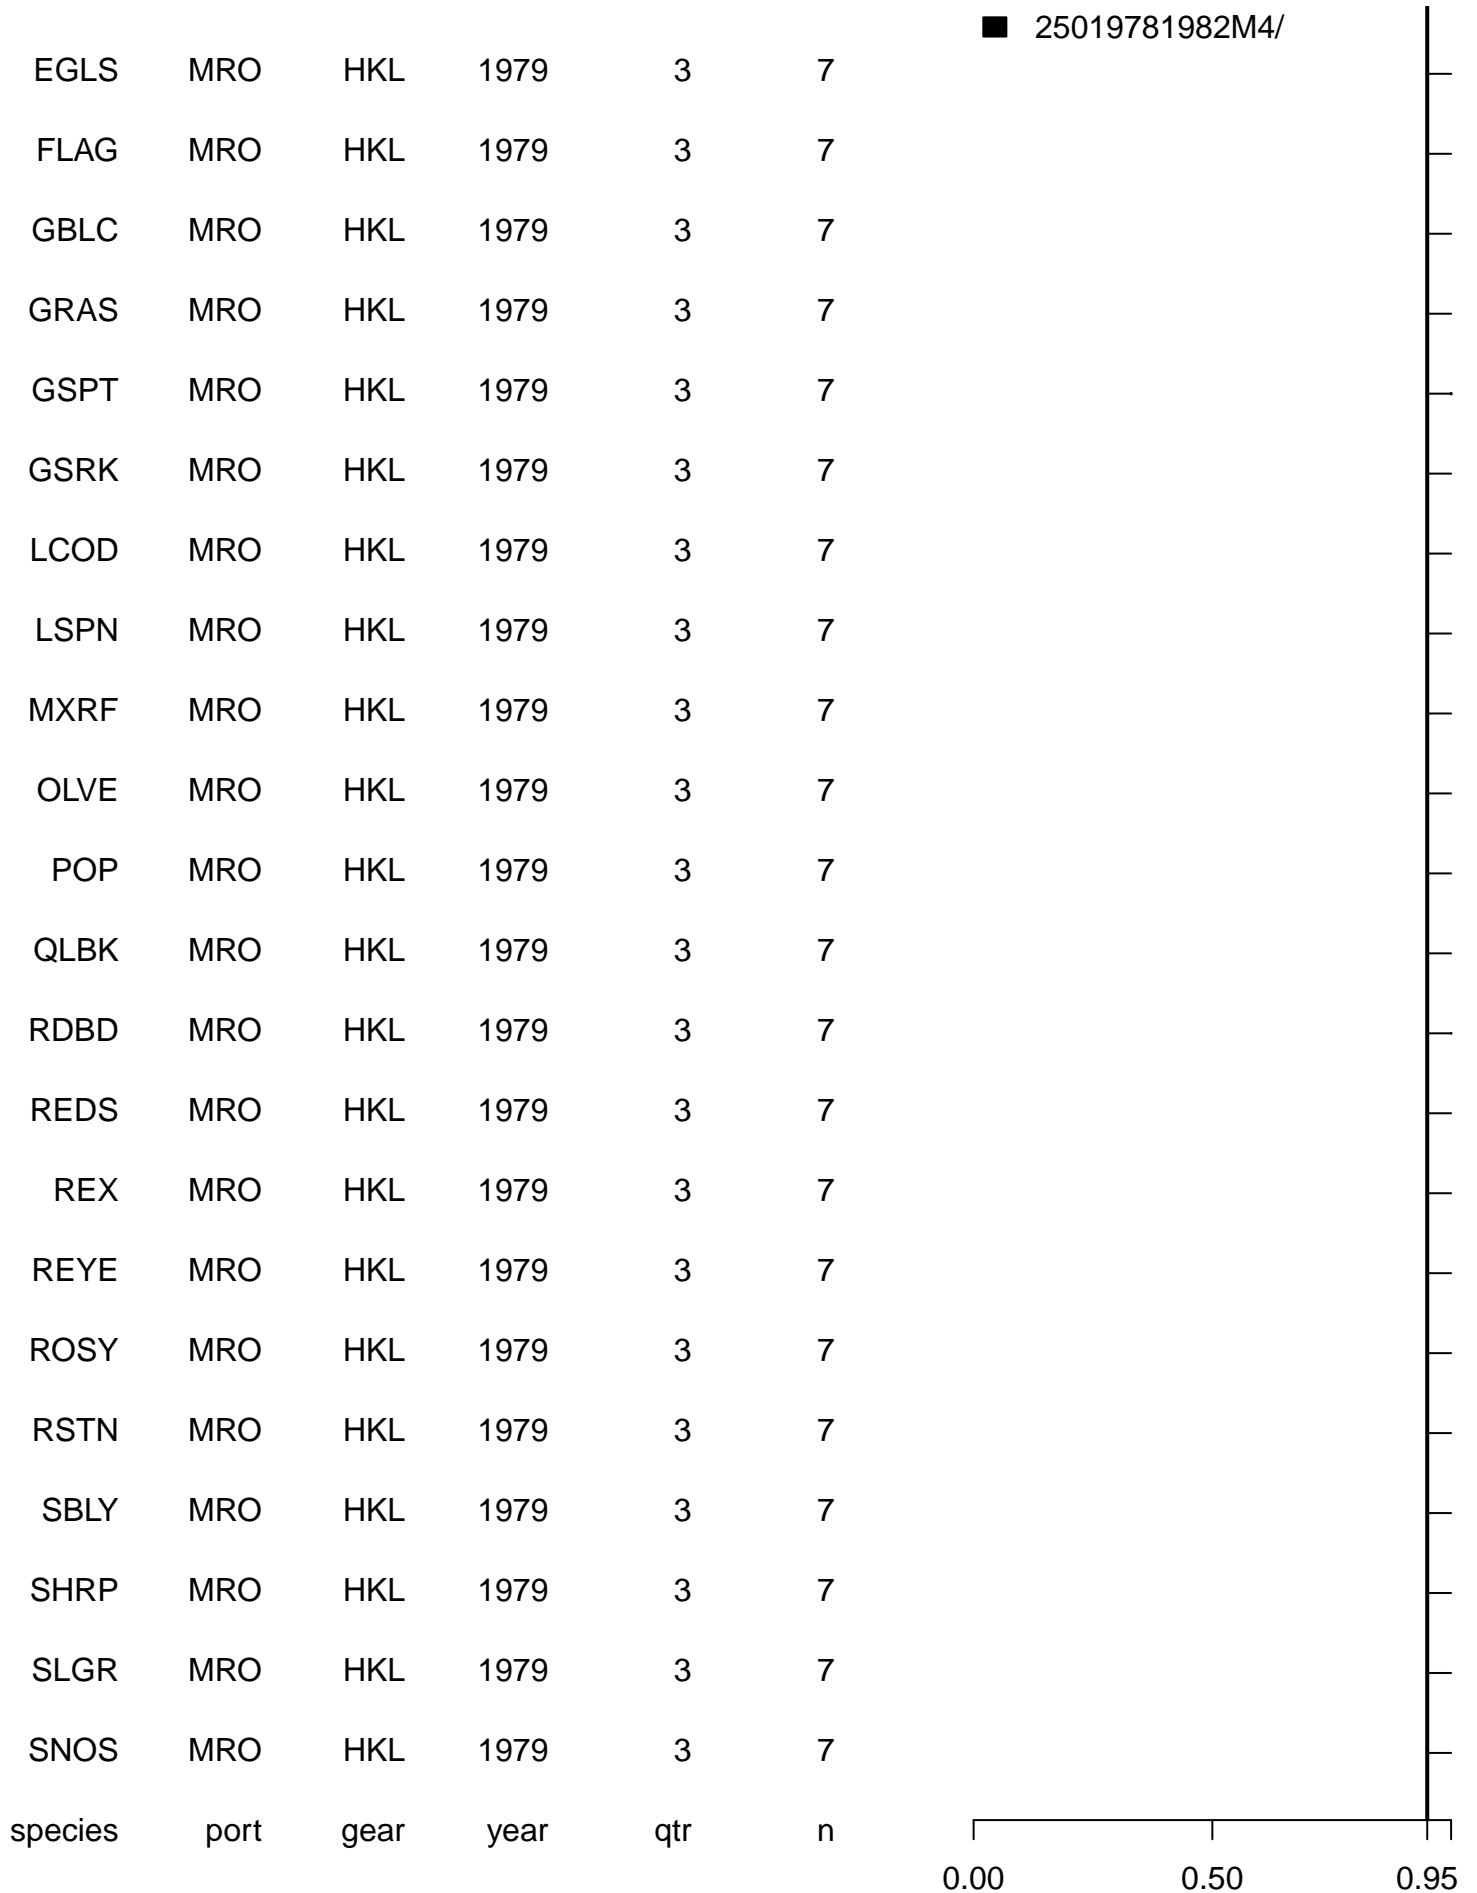 25019781982M4/
EGLS MRO HKL 1979 3 7
FLAG MRO HKL 1979 3 7
GBLC MRO HKL 1979 3 7
GRAS MRO HKL 1979 3 7
GSPT MRO HKL 1979 3 7
GSRK MRO HKL 1979 3 7
LCOD MRO HKL 1979 3 7
LSPN MRO HKL 1979 3 7
MXRF MRO HKL 1979 3 7
OLVE MRO HKL 1979 3 7
POP MRO HKL 1979 3 7
QLBK MRO HKL 1979 3 7
RDBD MRO HKL 1979 3 7
REDS MRO HKL 1979 3 7
REX MRO HKL 1979 3 7
REYE MRO HKL 1979 3 7
ROSY MRO HKL 1979 3 7
RSTN MRO HKL 1979 3 7
SBLY MRO HKL 1979 3 7
SHRP MRO HKL 1979 3 7
SLGR MRO HKL 1979 3 7
SNOS MRO HKL 1979 3 7
species port gear year qtr n
0.00 0.50 0.95